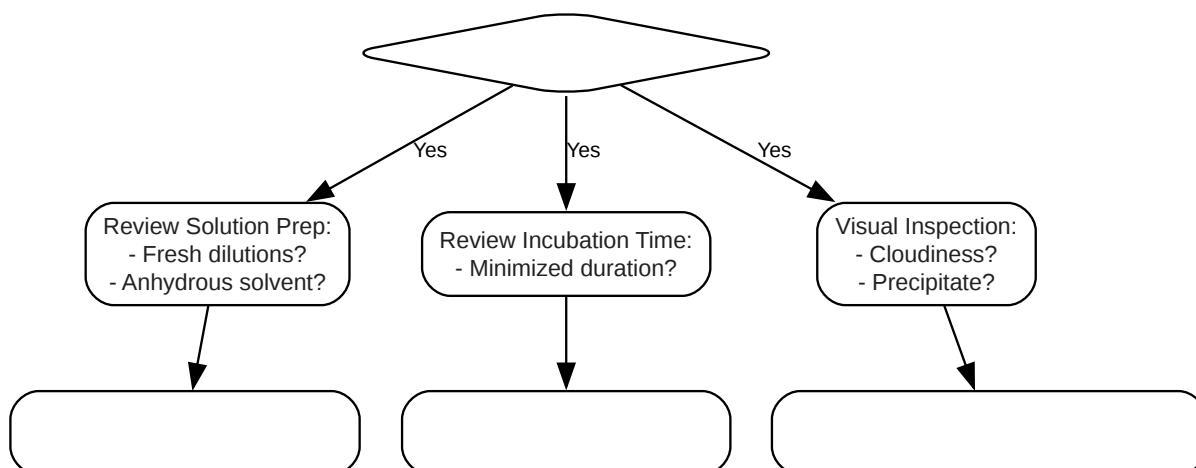 Yes
Yes
Yes
Review Solution Prep:
- Fresh dilutions?
- Anhydrous solvent?
Review Incubation Time:
- Minimized duration?
Visual Inspection:
- Cloudiness?
- Precipitate?